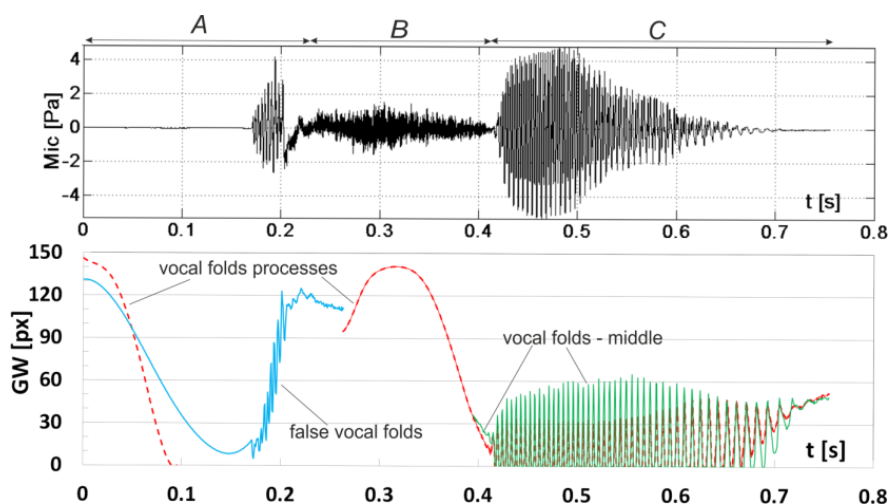 A B C
Mic [Pa]
4
2
0
-2
-4
t [s]
0 0.1 0.2 0.3 0.4 0.5 0.6 0.7 0.8
GW [px]
150
120
90
60
30
0
vocal folds processes
vocal folds - middle
false vocal folds
t [s]
0 0.1 0.2 0.3 0.4 0.5 0.6 0.7 0.8